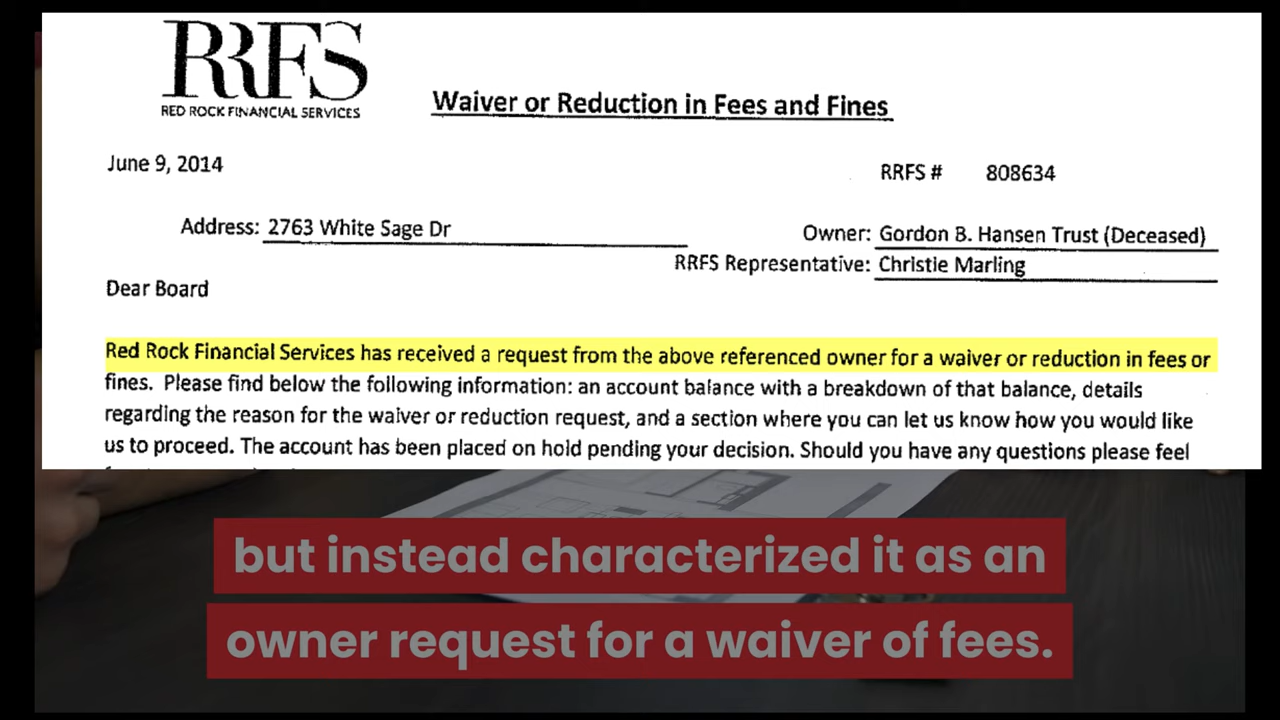 RRFS
RED ROCK FINANCIAL SERVICES
Waiver or Reduction in Fees and Fines
June 9, 2014
RRFS # 808634
Address: 2763 White Sage Dr
Owner: Gordon B. Hansen Trust (Deceased)
RRFS Representative: Christie Marling
Dear Board
Red Rock Financial Services has received a request from the above referenced owner for a waiver or reduction in fees or
fines. Please find below the following information: an account balance with a breakdown of that balance, details
regarding the reason for the waiver or reduction request, and a section where you can let us know how you would like
us to proceed. The account has been placed on hold pending your decision. Should you have any questions please feel
but instead characterized it as an
owner request for a waiver of fees.